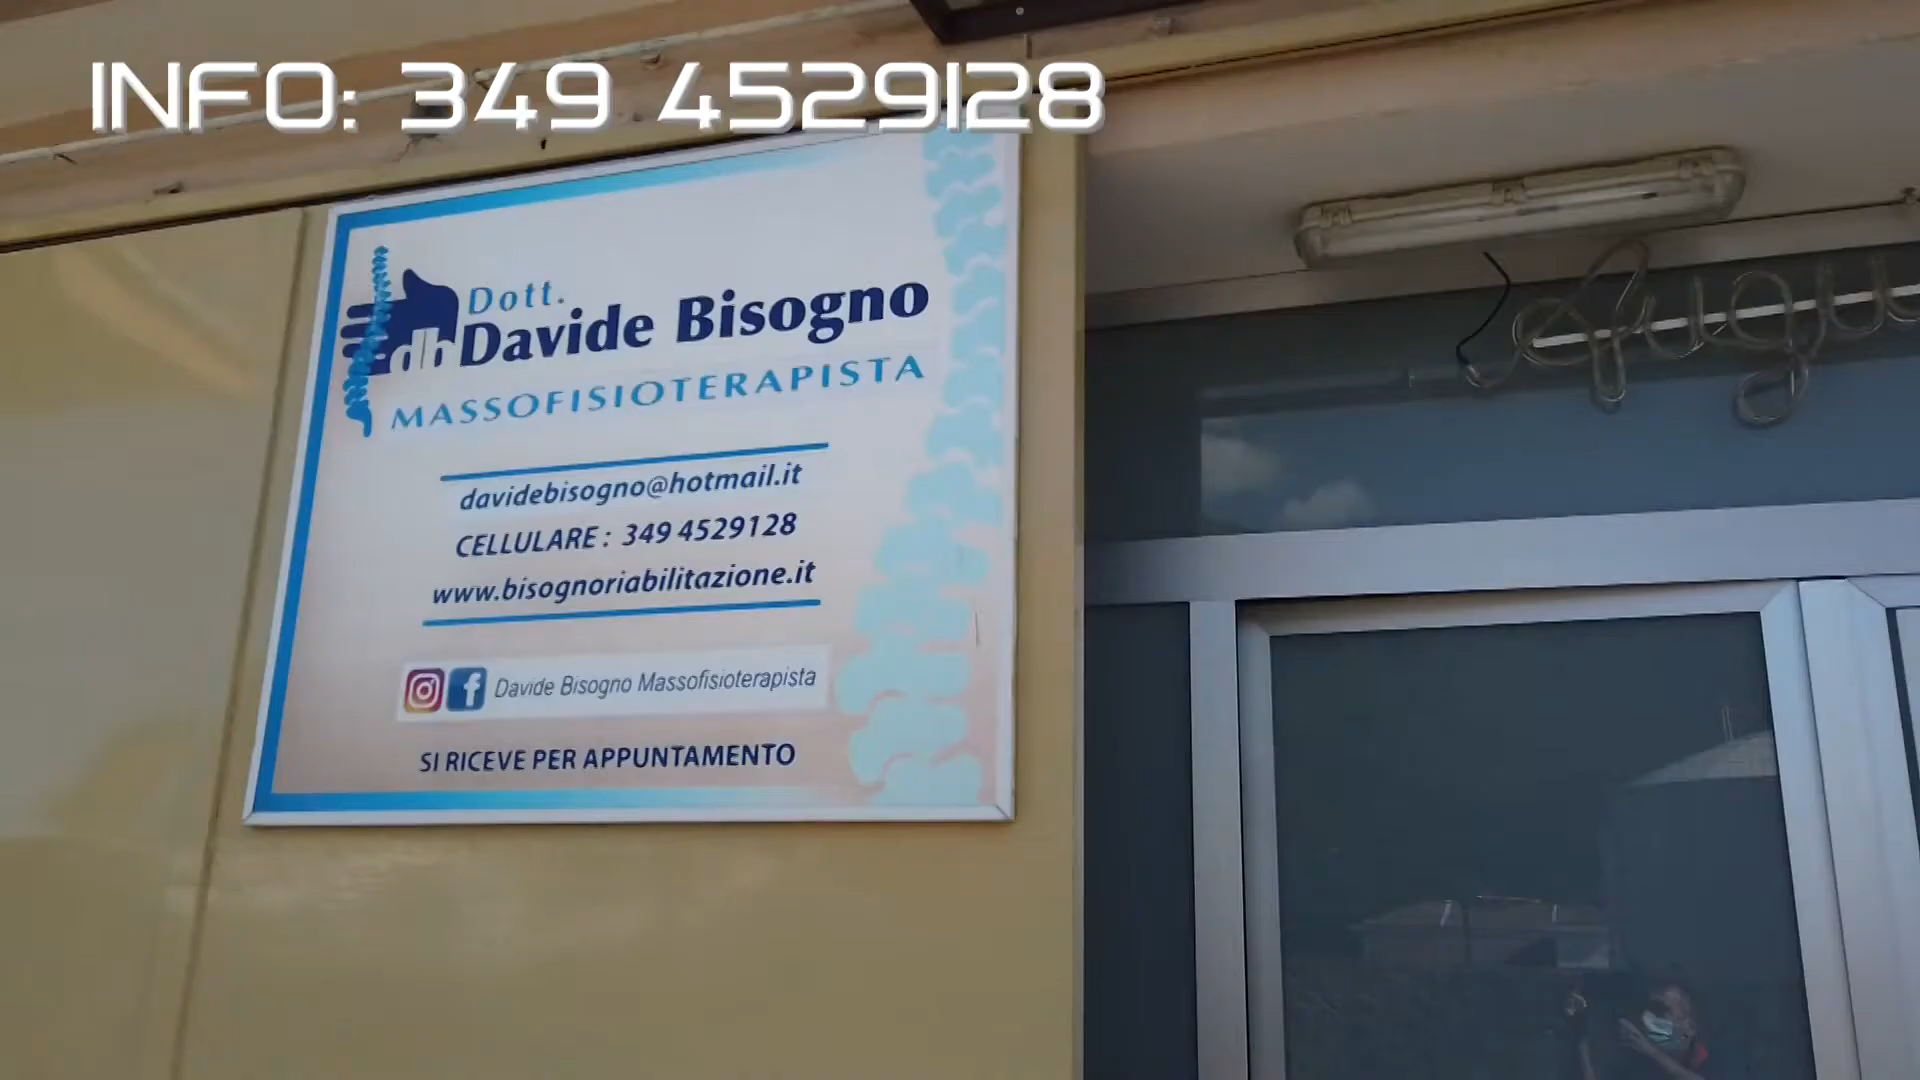 INFO: 349 4529128
Dott.
db Davide Bisogno
MASSOFISIOTERAPISTA
davidebisogno@hotmail.it
CELLULARE : 349 4529128
www.bisognoriabilitazione.it
Davide Bisogno Massofisioterapista
SI RICEVE PER APPUNTAMENTO